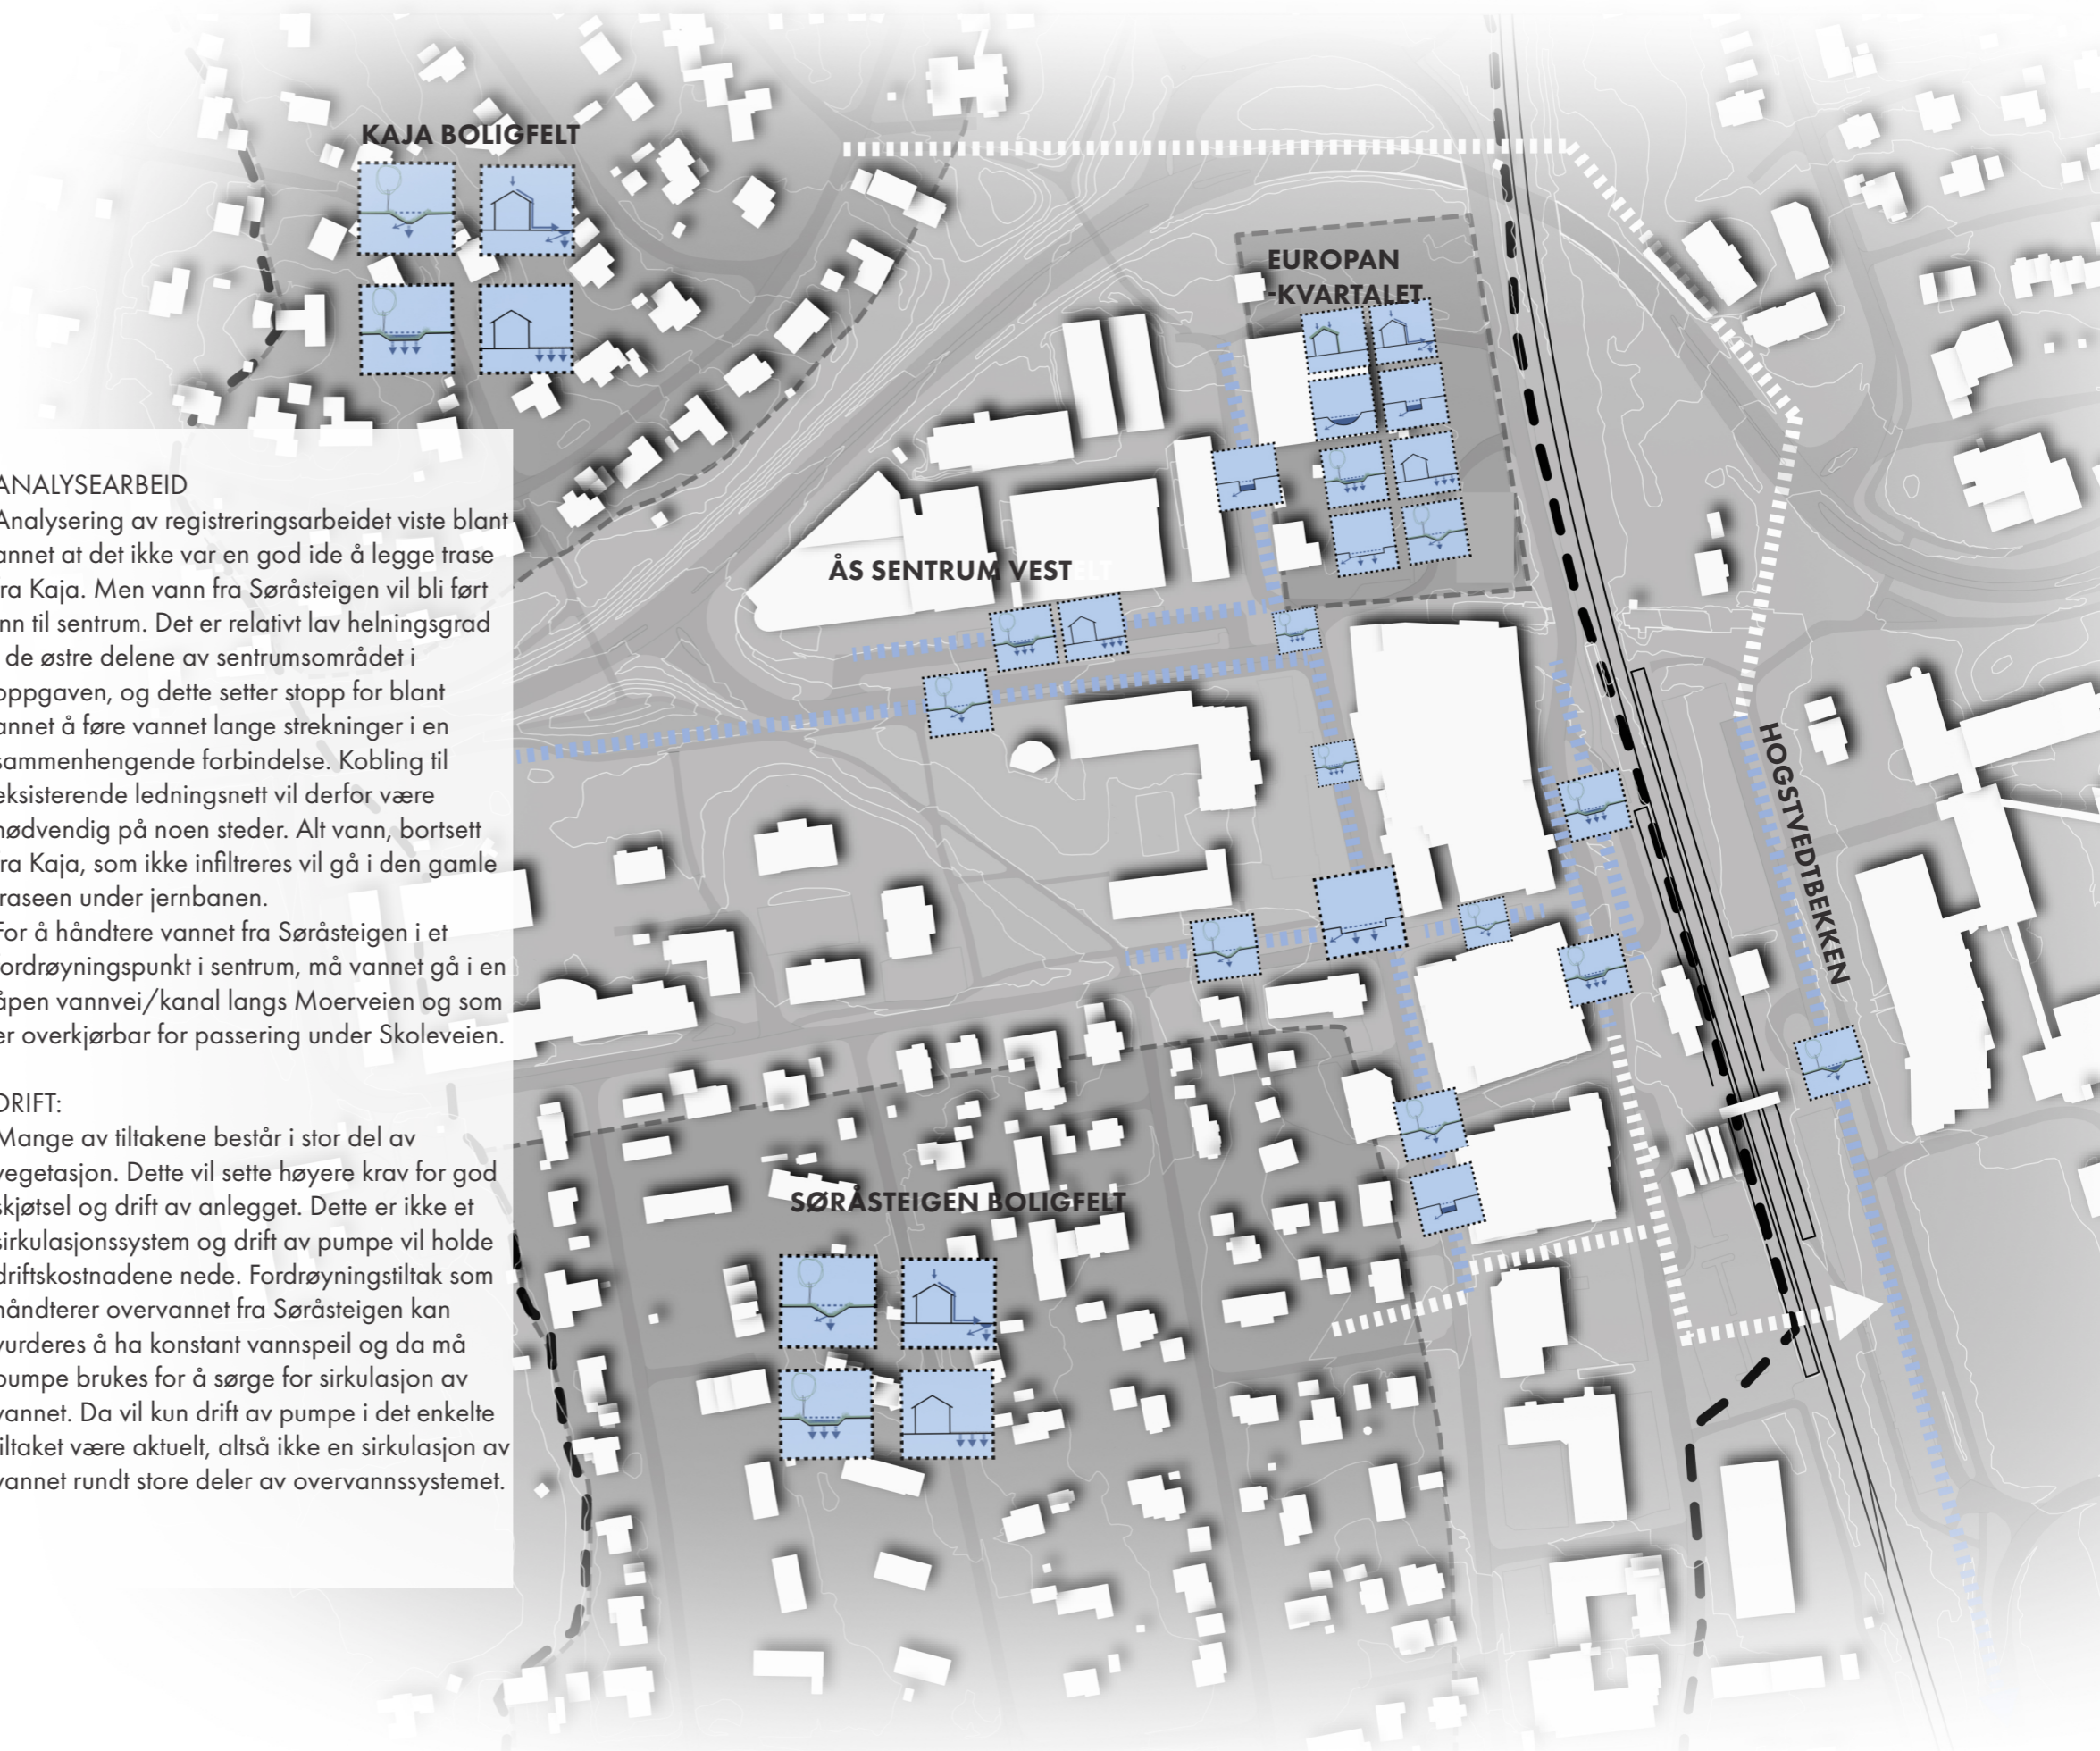 KAJA BOLIGFELT
EUROPAN
-KVARTALET
ÅS SENTRUM VESTELT
HOGSTVEDTBEKKEN
SØRÅSTEIGEN BOLIGFELT
ANALYSEARBEID
Analysering av registreringsarbeidet viste blant
annet at det ikke var en god ide å legge trase
fra Kaja. Men vann fra Søråsteigen vil bli ført
inn til sentrum. Det er relativt lav helningsgrad
i de østre delene av sentrumsområdet i
oppgaven, og dette setter stopp for blant
annet å føre vannet lange strekninger i en
sammenhengende forbindelse. Kobling til
eksisterende ledningsnett vil derfor være
nødvendig på noen steder. Alt vann, bortsett
fra Kaja, som ikke infiltreres vil gå i den gamle
traseen under jernbanen.
For å håndtere vannet fra Søråsteigen i et
fordrøyningspunkt i sentrum, må vannet gå i en
åpen vannvei/kanal langs Moerveien og som
er overkjørbar for passering under Skoleveien.
DRIFT:
Mange av tiltakene består i stor del av
vegetasjon. Dette vil sette høyere krav for god
skjøtsel og drift av anlegget. Dette er ikke et
sirkulasjonssystem og drift av pumpe vil holde
driftskostnadene nede. Fordrøyningstiltak som
håndterer overvannet fra Søråsteigen kan
vurderes å ha konstant vannspeil og da må
pumpe brukes for å sørge for sirkulasjon av
vannet. Da vil kun drift av pumpe i det enkelte
tiltaket være aktuelt, altså ikke en sirkulasjon av
vannet rundt store deler av overvannssystemet.